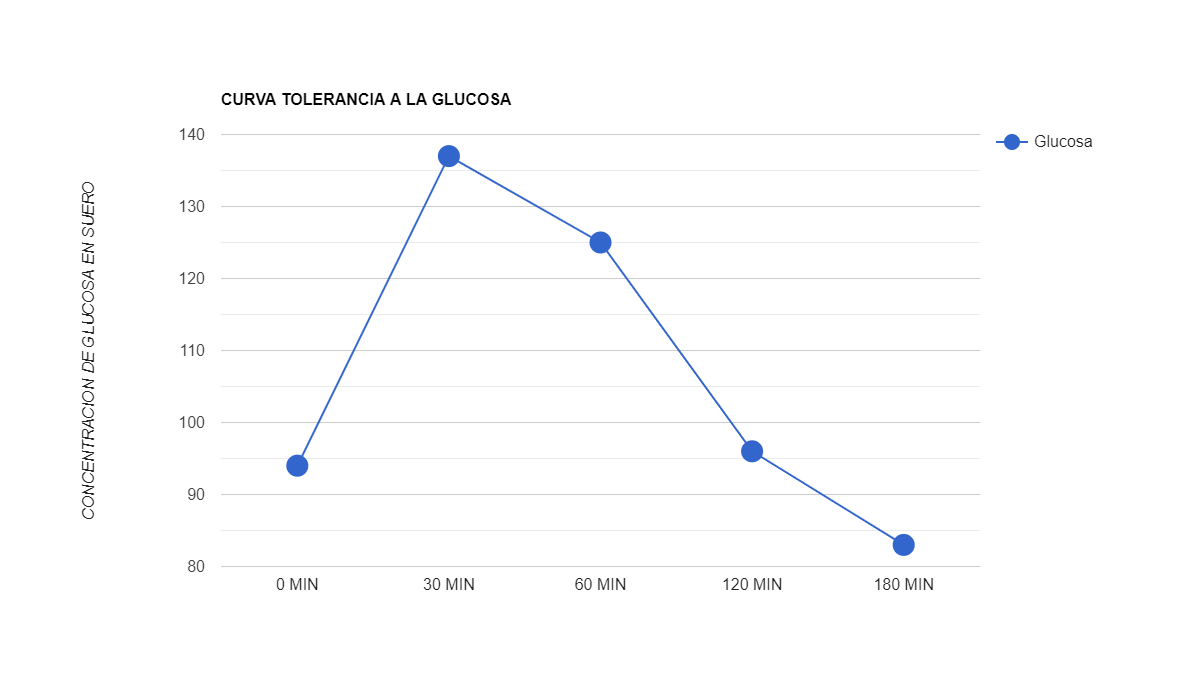 CURVA TOLERANCIA A LA GLUCOSA
Glucosa
CONCENTRACION DE GLUCOSA EN SUERO
140
130
120
110
100
90
80
0 MIN
30 MIN
60 MIN
120 MIN
180 MIN